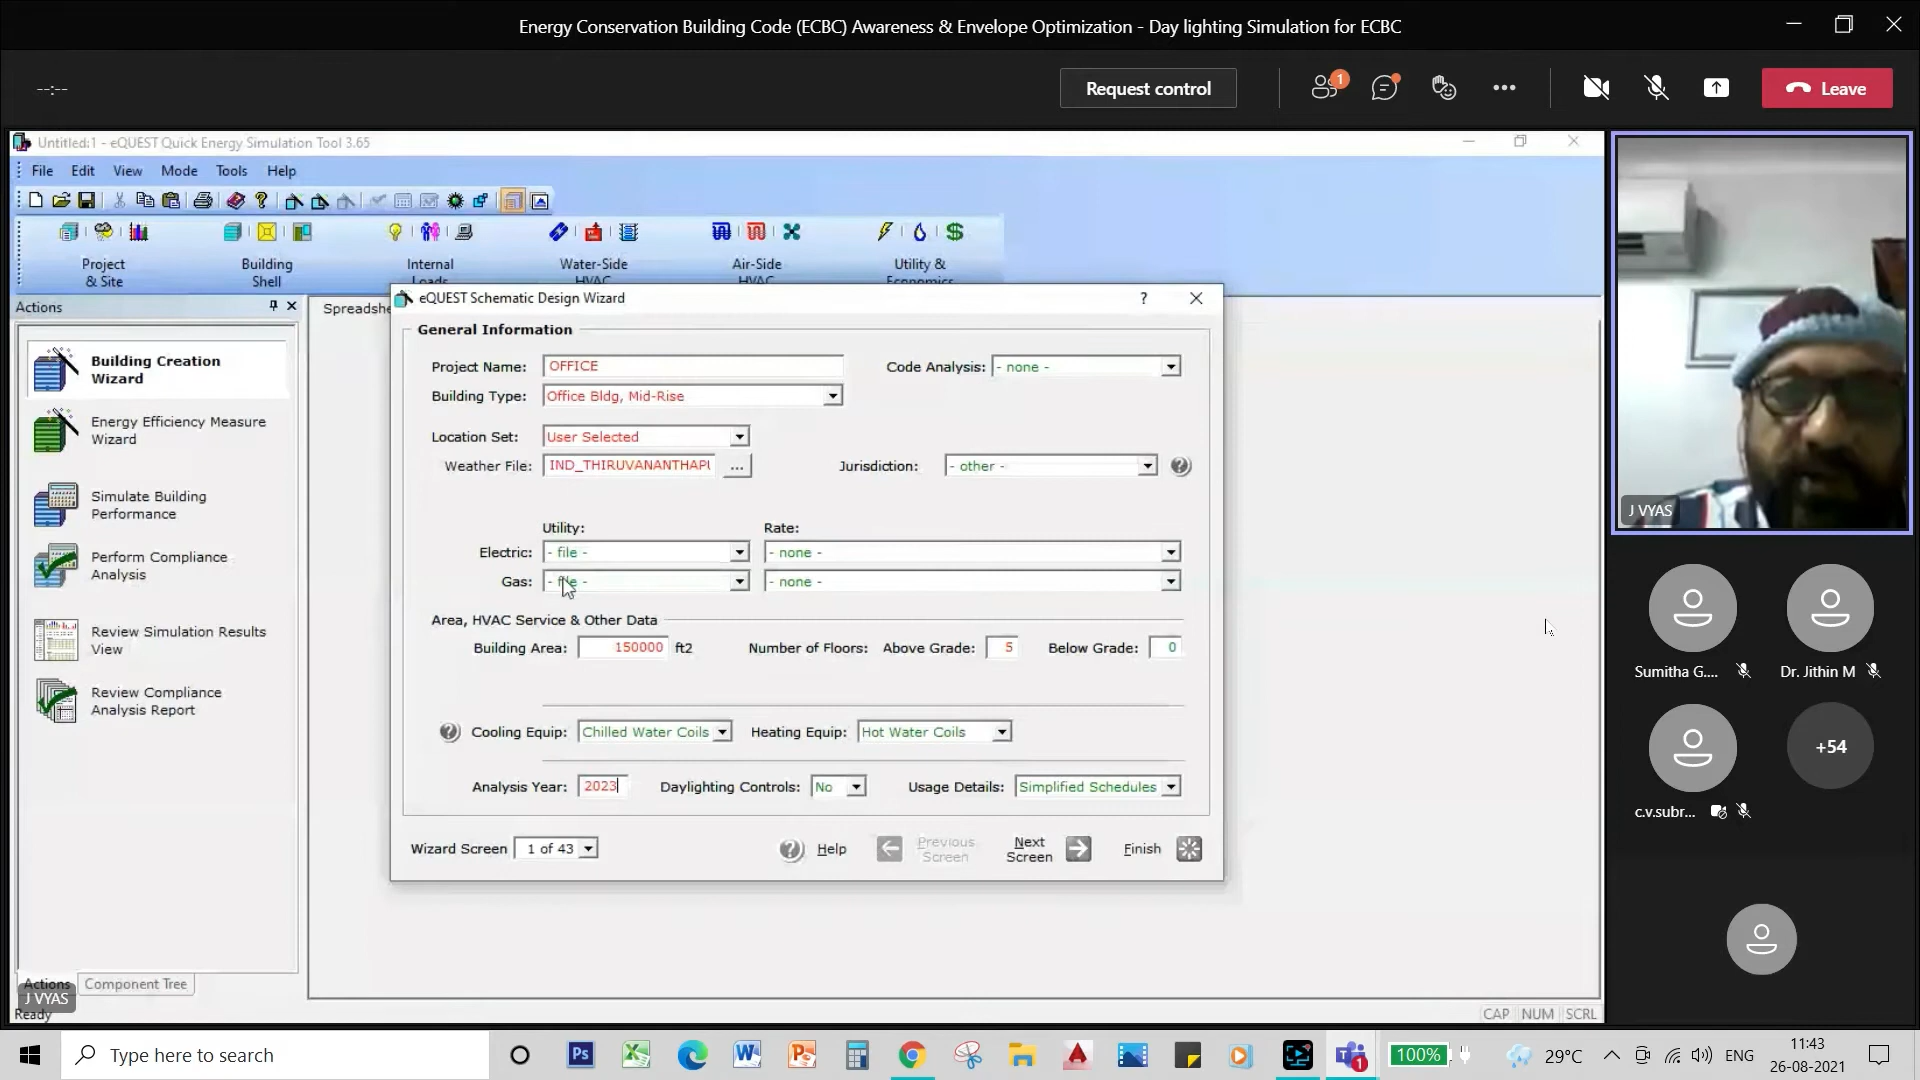 Energy Conservation Building Code (ECBC) Awareness & Envelope Optimization - Day lighting Simulation for ECBC
--:--
Request control
1
Leave
Untitled:1 - eQUEST Quick Energy Simulation Tool 3.65
File Edit View Mode Tools Help
Project & Site
Building Shell
Internal Loads
Water-Side HVAC
Air-Side HVAC
Utility & Economics
Actions
Building Creation Wizard
Energy Efficiency Measure Wizard
Simulate Building Performance
Perform Compliance Analysis
Review Simulation Results View
Review Compliance Analysis Report
Actions
Component Tree
J VYAS
Ready
CAP NUM SCRL
Spreadshe
eQUEST Schematic Design Wizard
?
General Information
Project Name: OFFICE
Code Analysis: - none -
Building Type: Office Bldg, Mid-Rise
Location Set: User Selected
Weather File: IND_THIRUVANANTHAPU
...
Jurisdiction: - other -
Utility: Rate:
Electric: - file - - none -
Gas: - file - - none -
Area, HVAC Service & Other Data
Building Area: 150000 ft2
Number of Floors: Above Grade: 5 Below Grade: 0
Cooling Equip: Chilled Water Coils
Heating Equip: Hot Water Coils
Analysis Year: 2023
Daylighting Controls: No
Usage Details: Simplified Schedules
Wizard Screen 1 of 43
Help
Previous Screen
Next Screen
Finish
J VYAS
Sumitha G....
Dr. Jithin M
c.v.subr...
+54
Type here to search
Ps
100%
1
29°C
ENG
11:43
26-08-2021